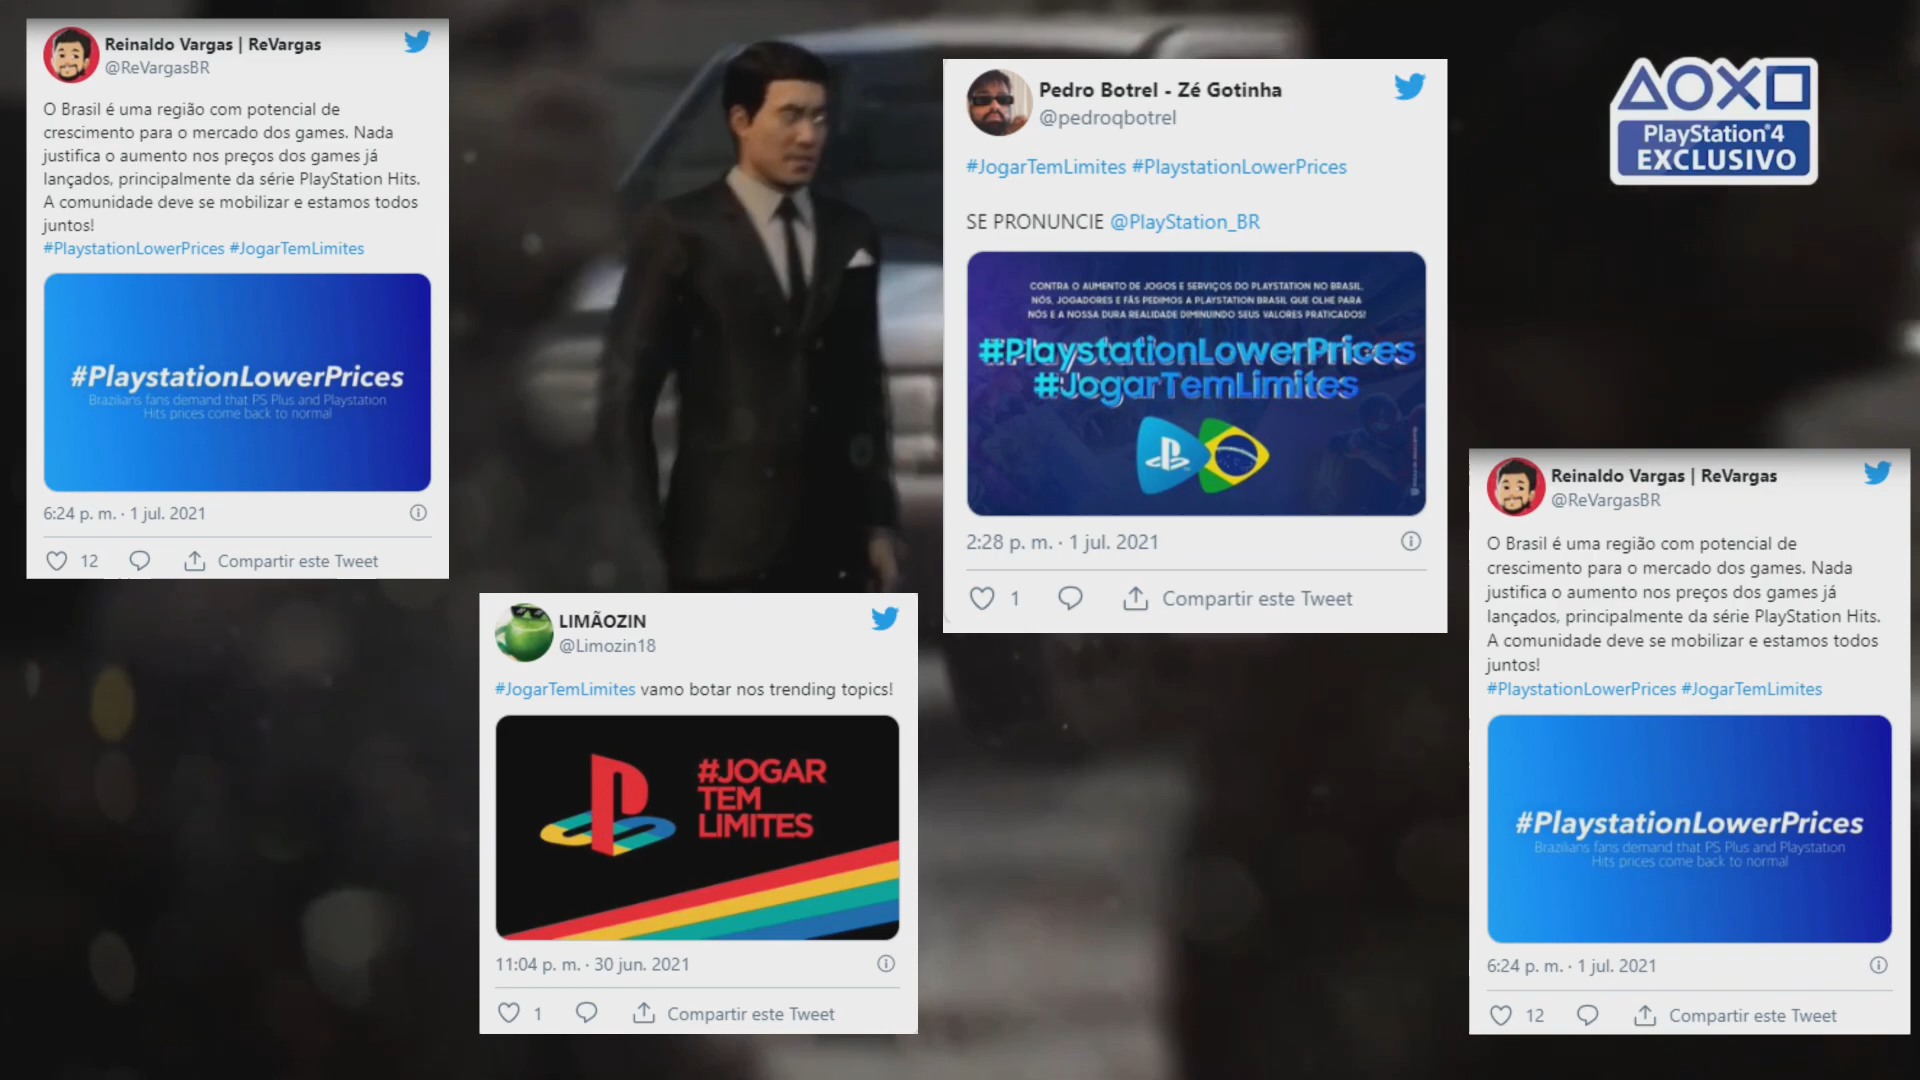 Reinaldo Vargas | ReVargas
@ReVargasBR
O Brasil é uma região com potencial de
crescimento para o mercado dos games. Nada
justifica o aumento nos preços dos games já
lançados, principalmente da série PlayStation Hits.
A comunidade deve se mobilizar e estamos todos
juntos!
#PlaystationLowerPrices #JogarTemLimites
#PlaystationLowerPrices
Brazilians fans demand that PS Plus and Playstation
Hits prices come back to normal
6:24 p. m. · 1 jul. 2021
12
Compartir este Tweet
Pedro Botrel - Zé Gotinha
@pedroqbotrel
#JogarTemLimites #PlaystationLowerPrices
SE PRONUNCIE @PlayStation_BR
CONTRA O AUMENTO DE JOGOS E SERVIÇOS DO PLAYSTATION NO BRASIL,
NÓS, JOGADORES E FÃS PEDIMOS A PLAYSTATION BRASIL QUE OLHE PARA
NÓS E A NOSSA DURA REALIDADE DIMINUINDO SEUS VALORES PRATICADOS!
#PlaystationLowerPrices
#JogarTemLimites
2:28 p. m. · 1 jul. 2021
1
Compartir este Tweet
PlayStation®4
EXCLUSIVO
LIMÃOZIN
@Limozin18
#JogarTemLimites vamo botar nos trending topics!
#JOGAR
TEM
LIMITES
11:04 p. m. · 30 jun. 2021
1
Compartir este Tweet
Reinaldo Vargas | ReVargas
@ReVargasBR
O Brasil é uma região com potencial de
crescimento para o mercado dos games. Nada
justifica o aumento nos preços dos games já
lançados, principalmente da série PlayStation Hits.
A comunidade deve se mobilizar e estamos todos
juntos!
#PlaystationLowerPrices #JogarTemLimites
#PlaystationLowerPrices
Brazilians fans demand that PS Plus and Playstation
Hits prices come back to normal
6:24 p. m. · 1 jul. 2021
12
Compartir este Tweet